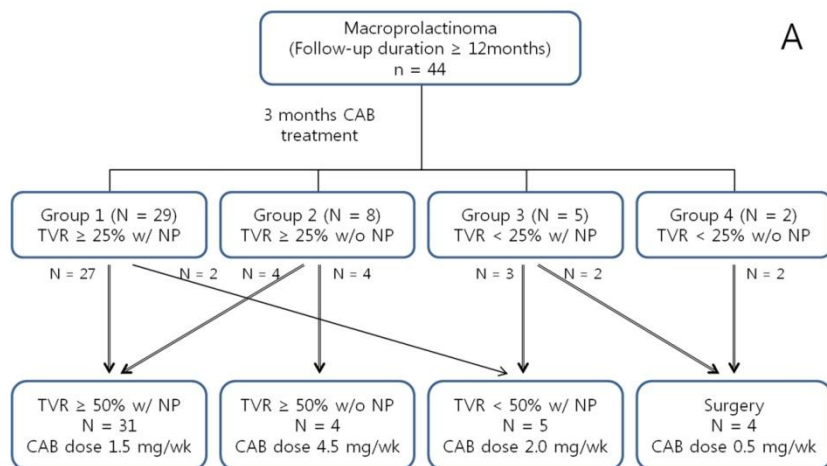 A
Macroprolactinoma
(Follow-up duration ≥ 12months)
n = 44
3 months CAB
treatment
Group 1 (N = 29)
TVR ≥ 25% w/ NP
Group 2 (N = 8)
TVR ≥ 25% w/o NP
Group 3 (N = 5)
TVR < 25% w/ NP
Group 4 (N = 2)
TVR < 25% w/o NP
N = 27
N = 2
N = 4
N = 4
N = 3
N = 2
N = 2
TVR ≥ 50% w/ NP
N = 31
CAB dose 1.5 mg/wk
TVR ≥ 50% w/o NP
N = 4
CAB dose 4.5 mg/wk
TVR < 50% w/ NP
N = 5
CAB dose 2.0 mg/wk
Surgery
N = 4
CAB dose 0.5 mg/wk